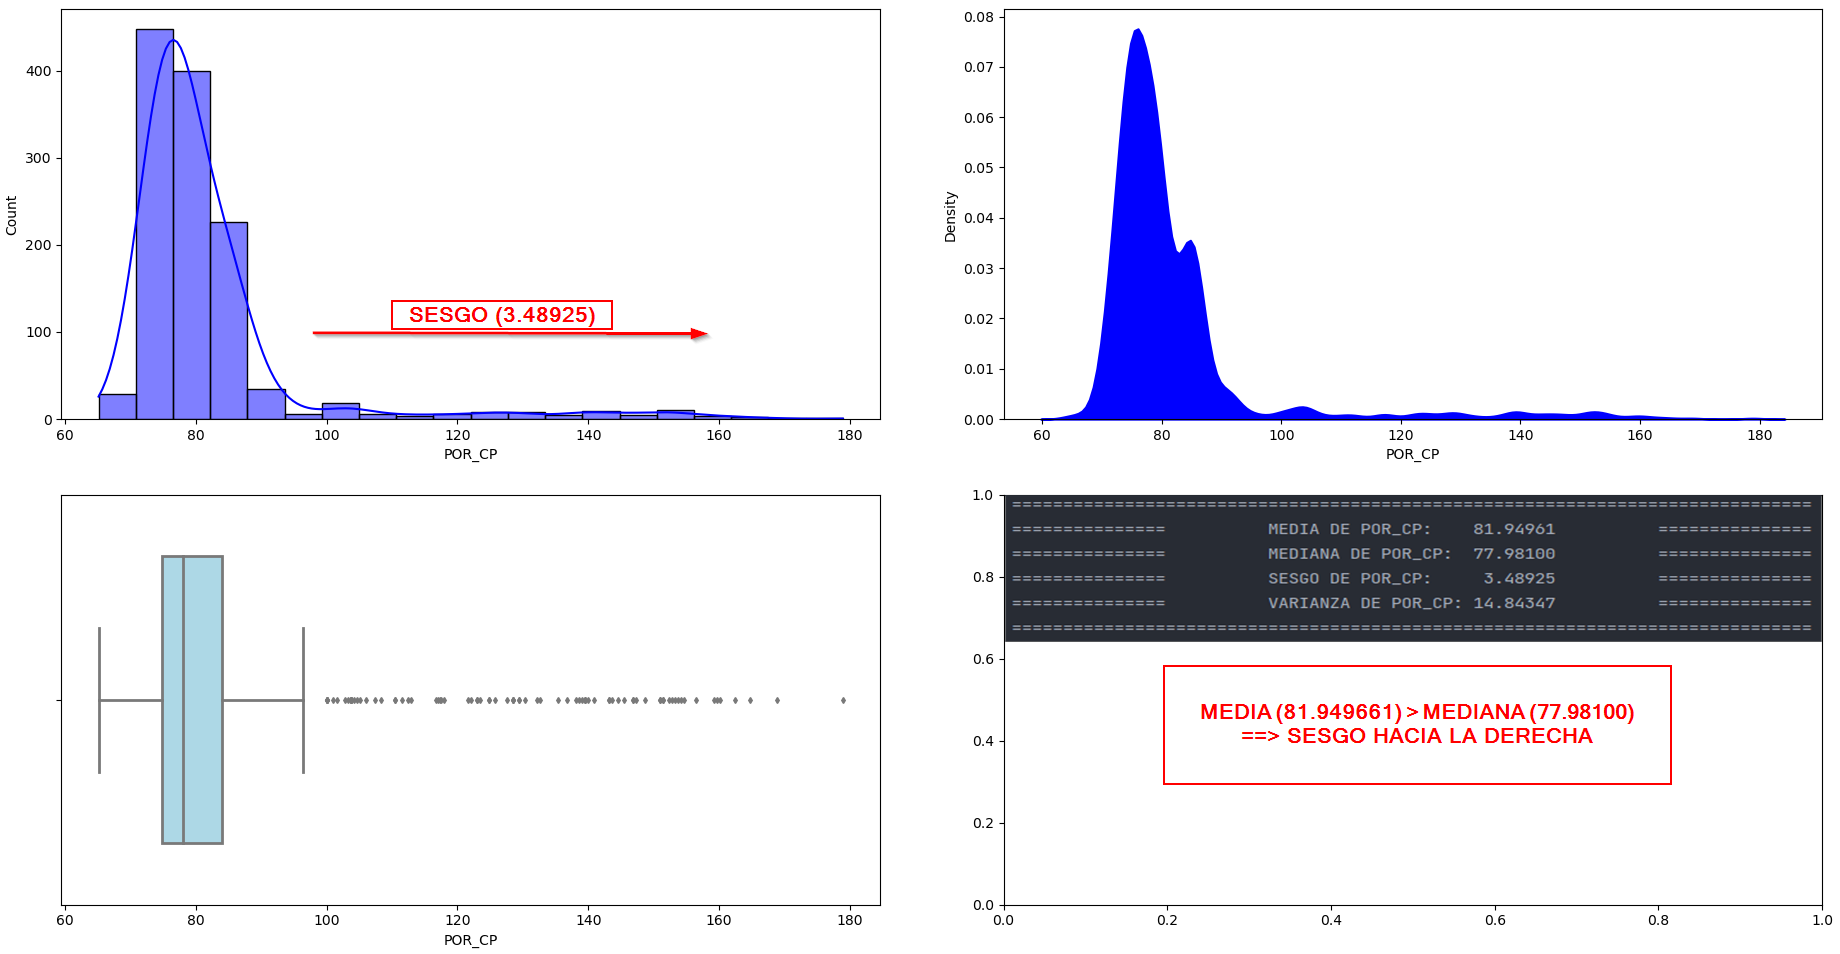 400
300
200
100
0
Count
SESGO (3.48925)
60 80 100 120 140 160 180
POR_CP
0.08
0.07
0.06
0.05
0.04
0.03
0.02
0.01
0.00
Density
60 80 100 120 140 160 180
POR_CP
60 80 100 120 140 160 180
POR_CP
1.0
0.8
0.6
0.4
0.2
0.0
==============================================================================
=============== MEDIA DE POR_CP: 81.94961 ===============
=============== MEDIANA DE POR_CP: 77.98100 ===============
=============== SESGO DE POR_CP: 3.48925 ===============
=============== VARIANZA DE POR_CP: 14.84347 ===============
==============================================================================
MEDIA (81.949661) > MEDIANA (77.98100)
==> SESGO HACIA LA DERECHA
0.0 0.2 0.4 0.6 0.8 1.0